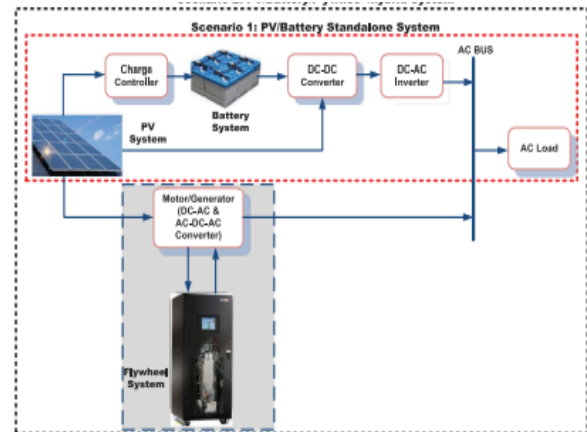 Scenario 1: PV/Battery Standalone System
AC BUS
Charge
Controller
Battery
System
DC-DC
Converter
DC-AC
Inverter
PV
System
AC Load
Motor/Generator
(DC-AC &
AC-DC-AC
Converter)
Flywheel
System